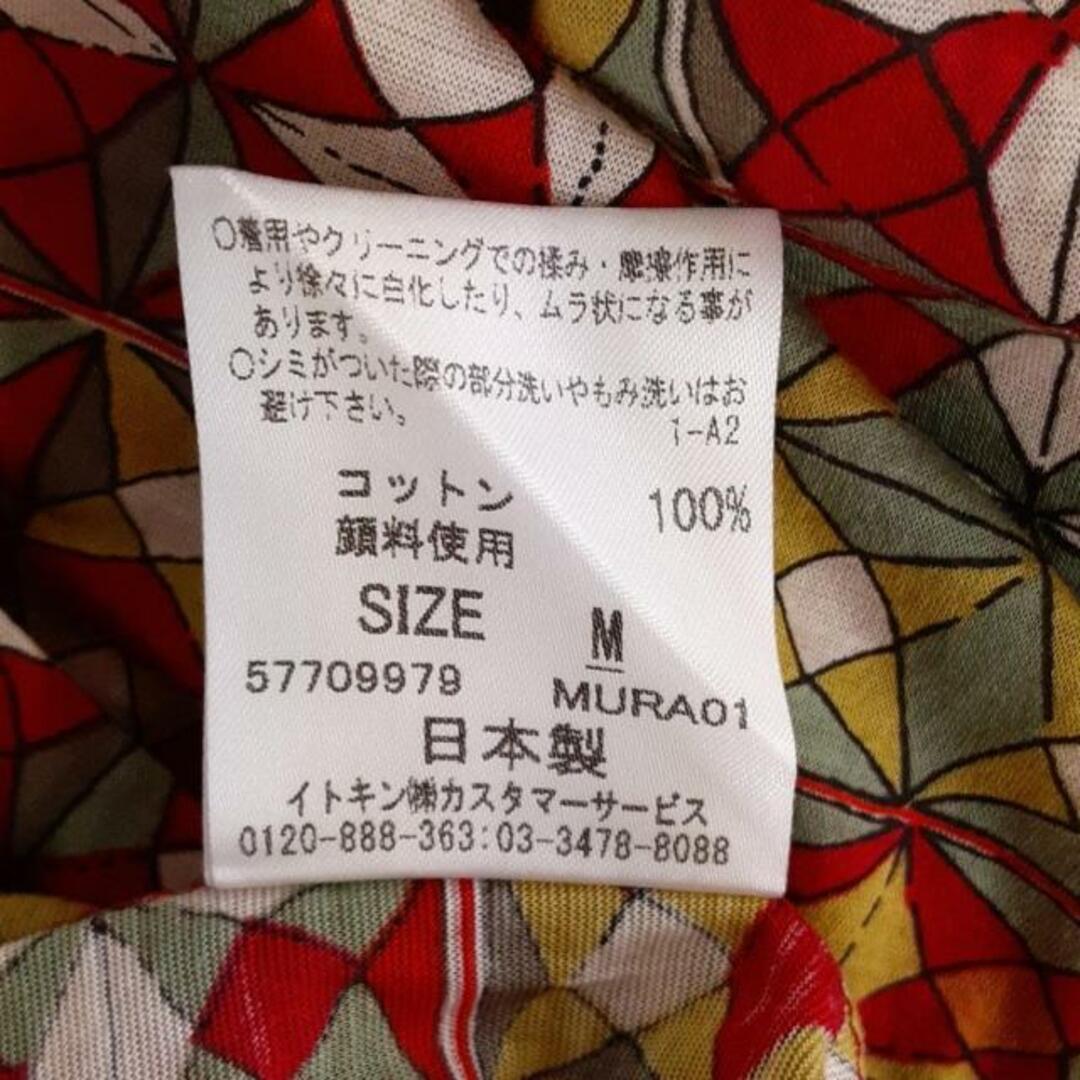 ○着用やクリーニングでの揉み・摩擦作用に
より徐々に白化したり、ムラ状になる事が
あります。
○シミがついた際の部分洗いやもみ洗いはお
避け下さい。
1-A2
コットン 100%
顔料使用
SIZE M
57709979 MURA01
日本製
イトキン㈱カスタマーサービス
0120-888-363:03-3478-8088